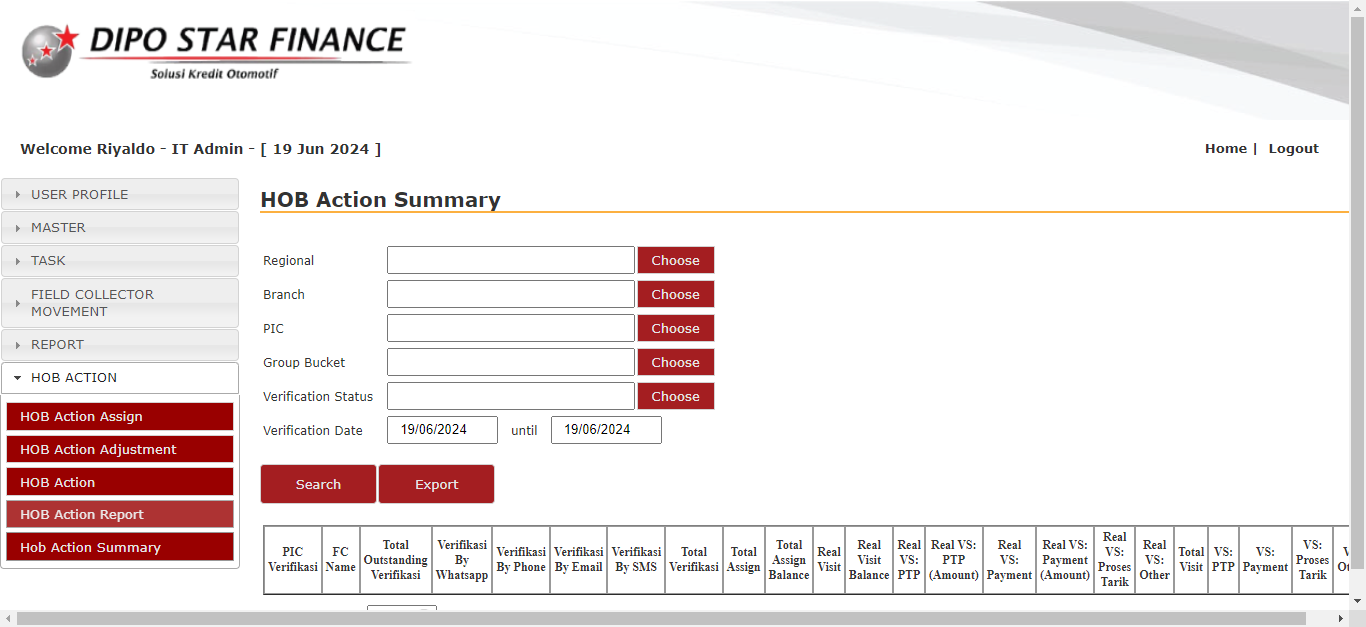 DIPO STAR FINANCE
Solusi Kredit Otomotif
Welcome Riyaldo - IT Admin - [ 19 Jun 2024 ]
Home | Logout
USER PROFILE
MASTER
TASK
FIELD COLLECTOR
MOVEMENT
REPORT
HOB ACTION
HOB Action Assign
HOB Action Adjustment
HOB Action
HOB Action Report
Hob Action Summary
HOB Action Summary
Regional Choose
Branch Choose
PIC Choose
Group Bucket Choose
Verification Status Choose
Verification Date 19/06/2024 until 19/06/2024
Search Export
PIC Verifikasi
FC Name
Total Outstanding Verifikasi
Verifikasi By Whatsapp
Verifikasi By Phone
Verifikasi By Email
Verifikasi By SMS
Total Verifikasi
Total Assign
Total Assign Balance
Real Visit
Real Visit Balance
Real VS: PTP
Real VS: PTP (Amount)
Real VS: Payment
Real VS: Payment (Amount)
Real VS: Proses Tarik
Real VS: Other
Total Visit
VS: PTP
VS: Payment
VS: Proses Tarik